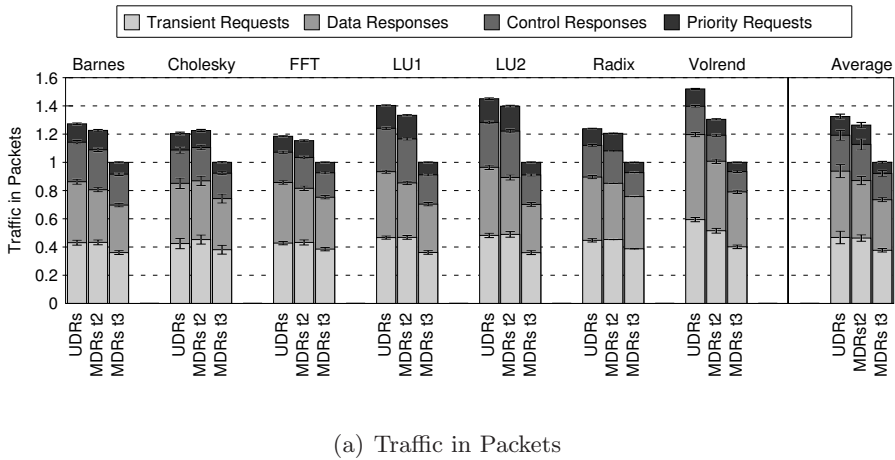 Transient Requests Data Responses Control Responses Priority Requests
Barnes Cholesky FFT LU1 LU2 Radix Volrend Average
Traffic in Packets
1.6
1.4
1.2
1
0.8
0.6
0.4
0.2
0
UDRs MDRs t2 MDRs t3 UDRs MDRs t2 MDRs t3 UDRs MDRs t2 MDRs t3 UDRs MDRs t2 MDRs t3 UDRs MDRs t2 MDRs t3 UDRs MDRs t2 MDRs t3 UDRs MDRs t2 MDRs t3 UDRs MDRst2 MDRs t3
(a) Traffic in Packets